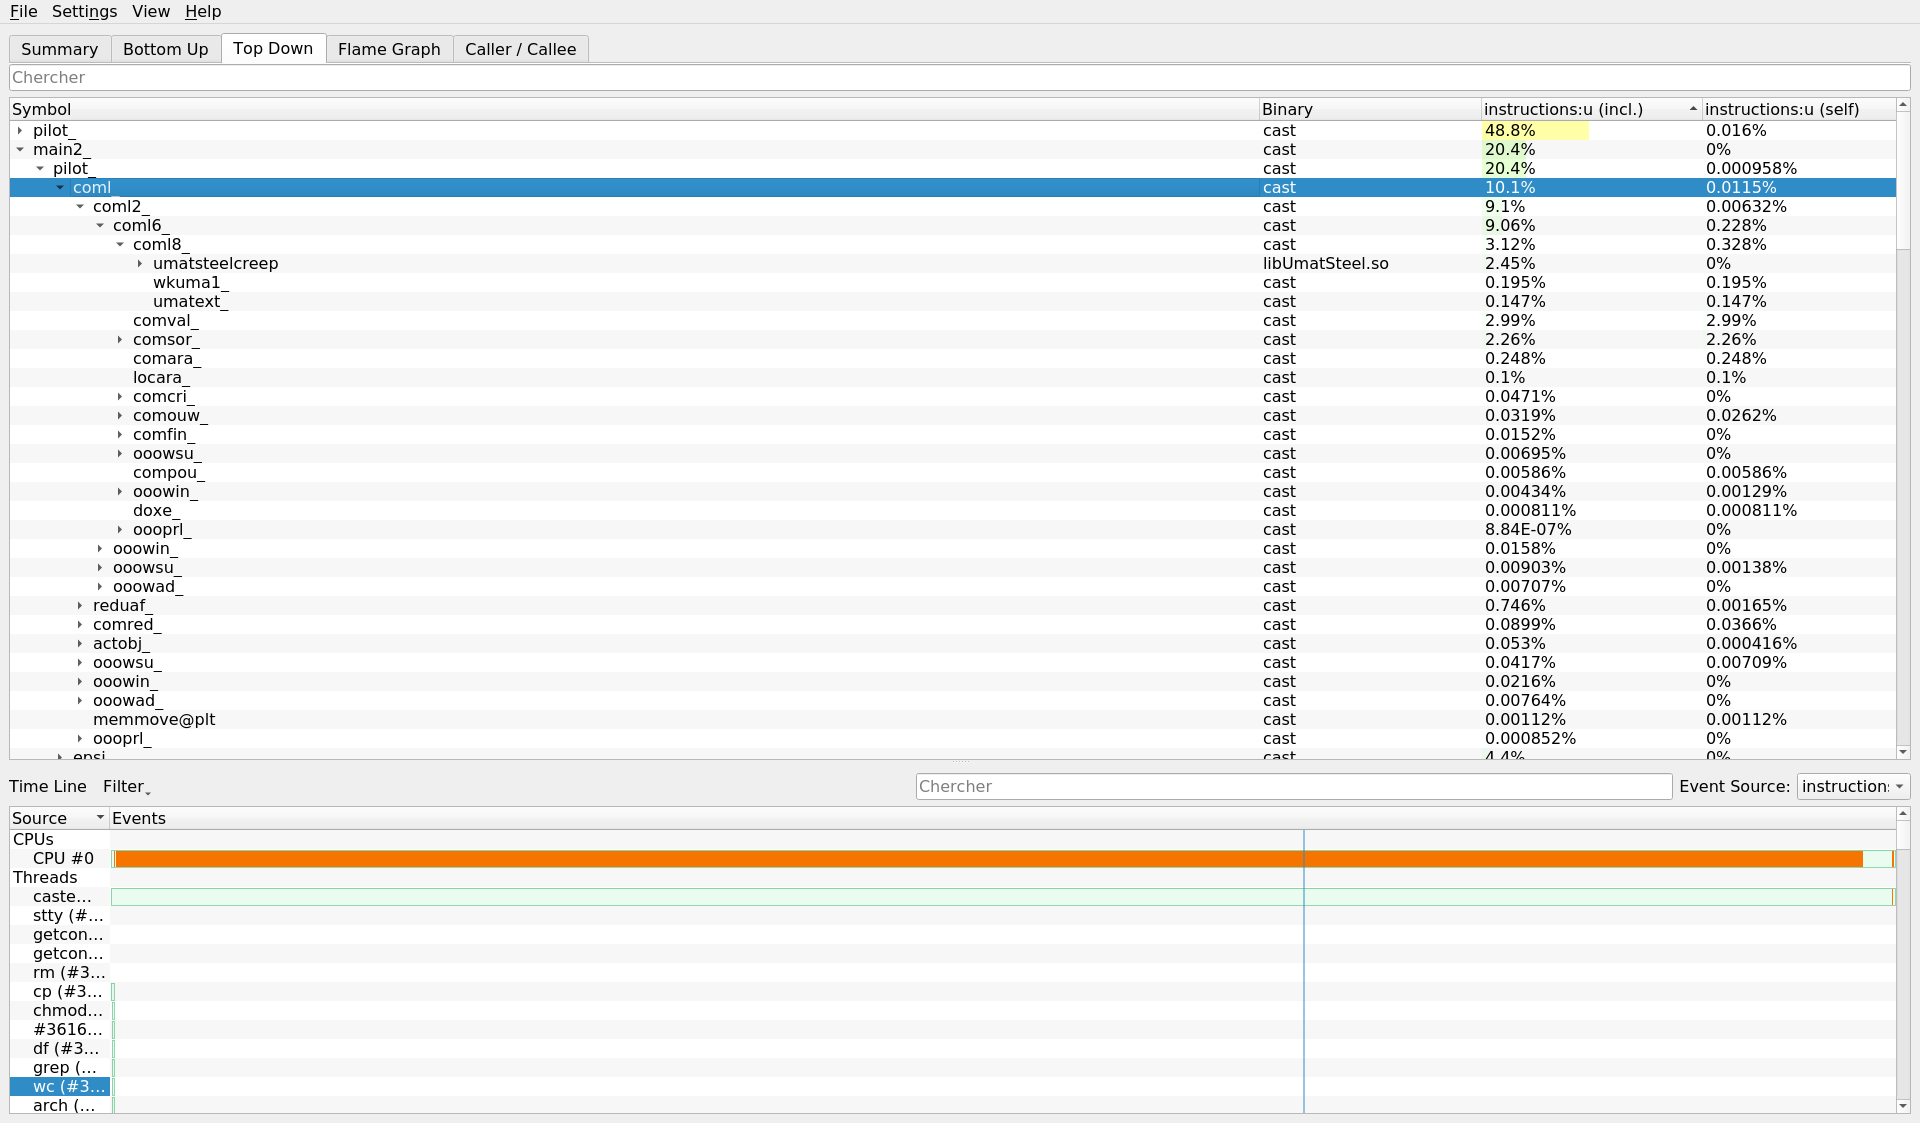 File Settings View Help
Summary Bottom Up Top Down Flame Graph Caller / Callee
Chercher
Symbol Binary instructions:u (incl.) instructions:u (self)
pilot_ cast 48.8% 0.016%
main2_ cast 20.4% 0%
pilot_ cast 20.4% 0.000958%
coml_ cast 10.1% 0.0115%
coml2_ cast 9.1% 0.00632%
coml6_ cast 9.06% 0.228%
coml8_ cast 3.12% 0.328%
umatsteelcreep libUmatSteel.so 2.45% 0%
wkuma1_ cast 0.195% 0.195%
umatext_ cast 0.147% 0.147%
comval_ cast 2.99% 2.99%
comsor_ cast 2.26% 2.26%
comara_ cast 0.248% 0.248%
locara_ cast 0.1% 0.1%
comcri_ cast 0.0471% 0%
comouw_ cast 0.0319% 0.0262%
comfin_ cast 0.0152% 0%
ooowsu_ cast 0.00695% 0%
compou_ cast 0.00586% 0.00586%
ooowin_ cast 0.00434% 0.00129%
doxe_ cast 0.000811% 0.000811%
oooprl_ cast 8.84E-07% 0%
ooowin_ cast 0.0158% 0%
ooowsu_ cast 0.00903% 0.00138%
ooowad_ cast 0.00707% 0%
reduaf_ cast 0.746% 0.00165%
comred_ cast 0.0899% 0.0366%
actobj_ cast 0.053% 0.000416%
ooowsu_ cast 0.0417% 0.00709%
ooowin_ cast 0.0216% 0%
ooowad_ cast 0.00764% 0%
memmove@plt cast 0.00112% 0.00112%
oooprl_ cast 0.000852% 0%
epsi_ cast 4.4% 0%
Time Line Filter Chercher Event Source: instruction:
Source Events
CPUs
CPU #0
Threads
caste…
stty (#…
getcon…
getcon…
rm (#3…
cp (#3…
chmod…
#3616…
df (#3…
grep (…
wc (#3…
arch (…